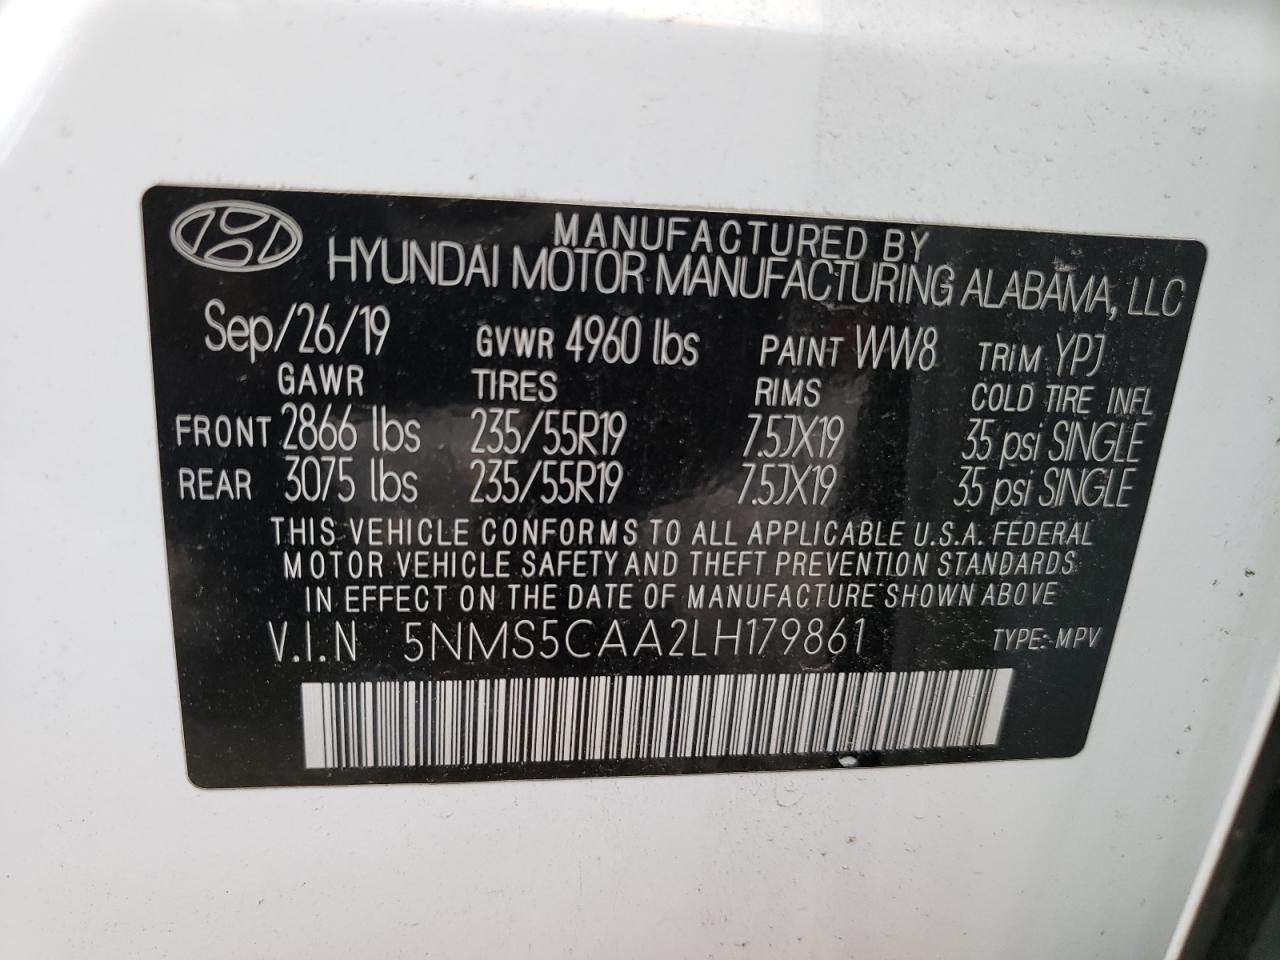 MANUFACTURED BY
HYUNDAI MOTOR MANUFACTURING ALABAMA, LLC
Sep/26/19 GVWR 4960 lbs PAINT WW8 TRIM YPJ
GAWR TIRES RIMS COLD TIRE INFL
FRONT 2866 lbs 235/55R19 7.5JX19 35 psi SINGLE
REAR 3075 lbs 235/55R19 7.5JX19 35 psi SINGLE
THIS VEHICLE CONFORMS TO ALL APPLICABLE U.S.A. FEDERAL
MOTOR VEHICLE SAFETY AND THEFT PREVENTION STANDARDS
IN EFFECT ON THE DATE OF MANUFACTURE SHOWN ABOVE
V.I.N 5NMS5CAA2LH179861 TYPE: MPV